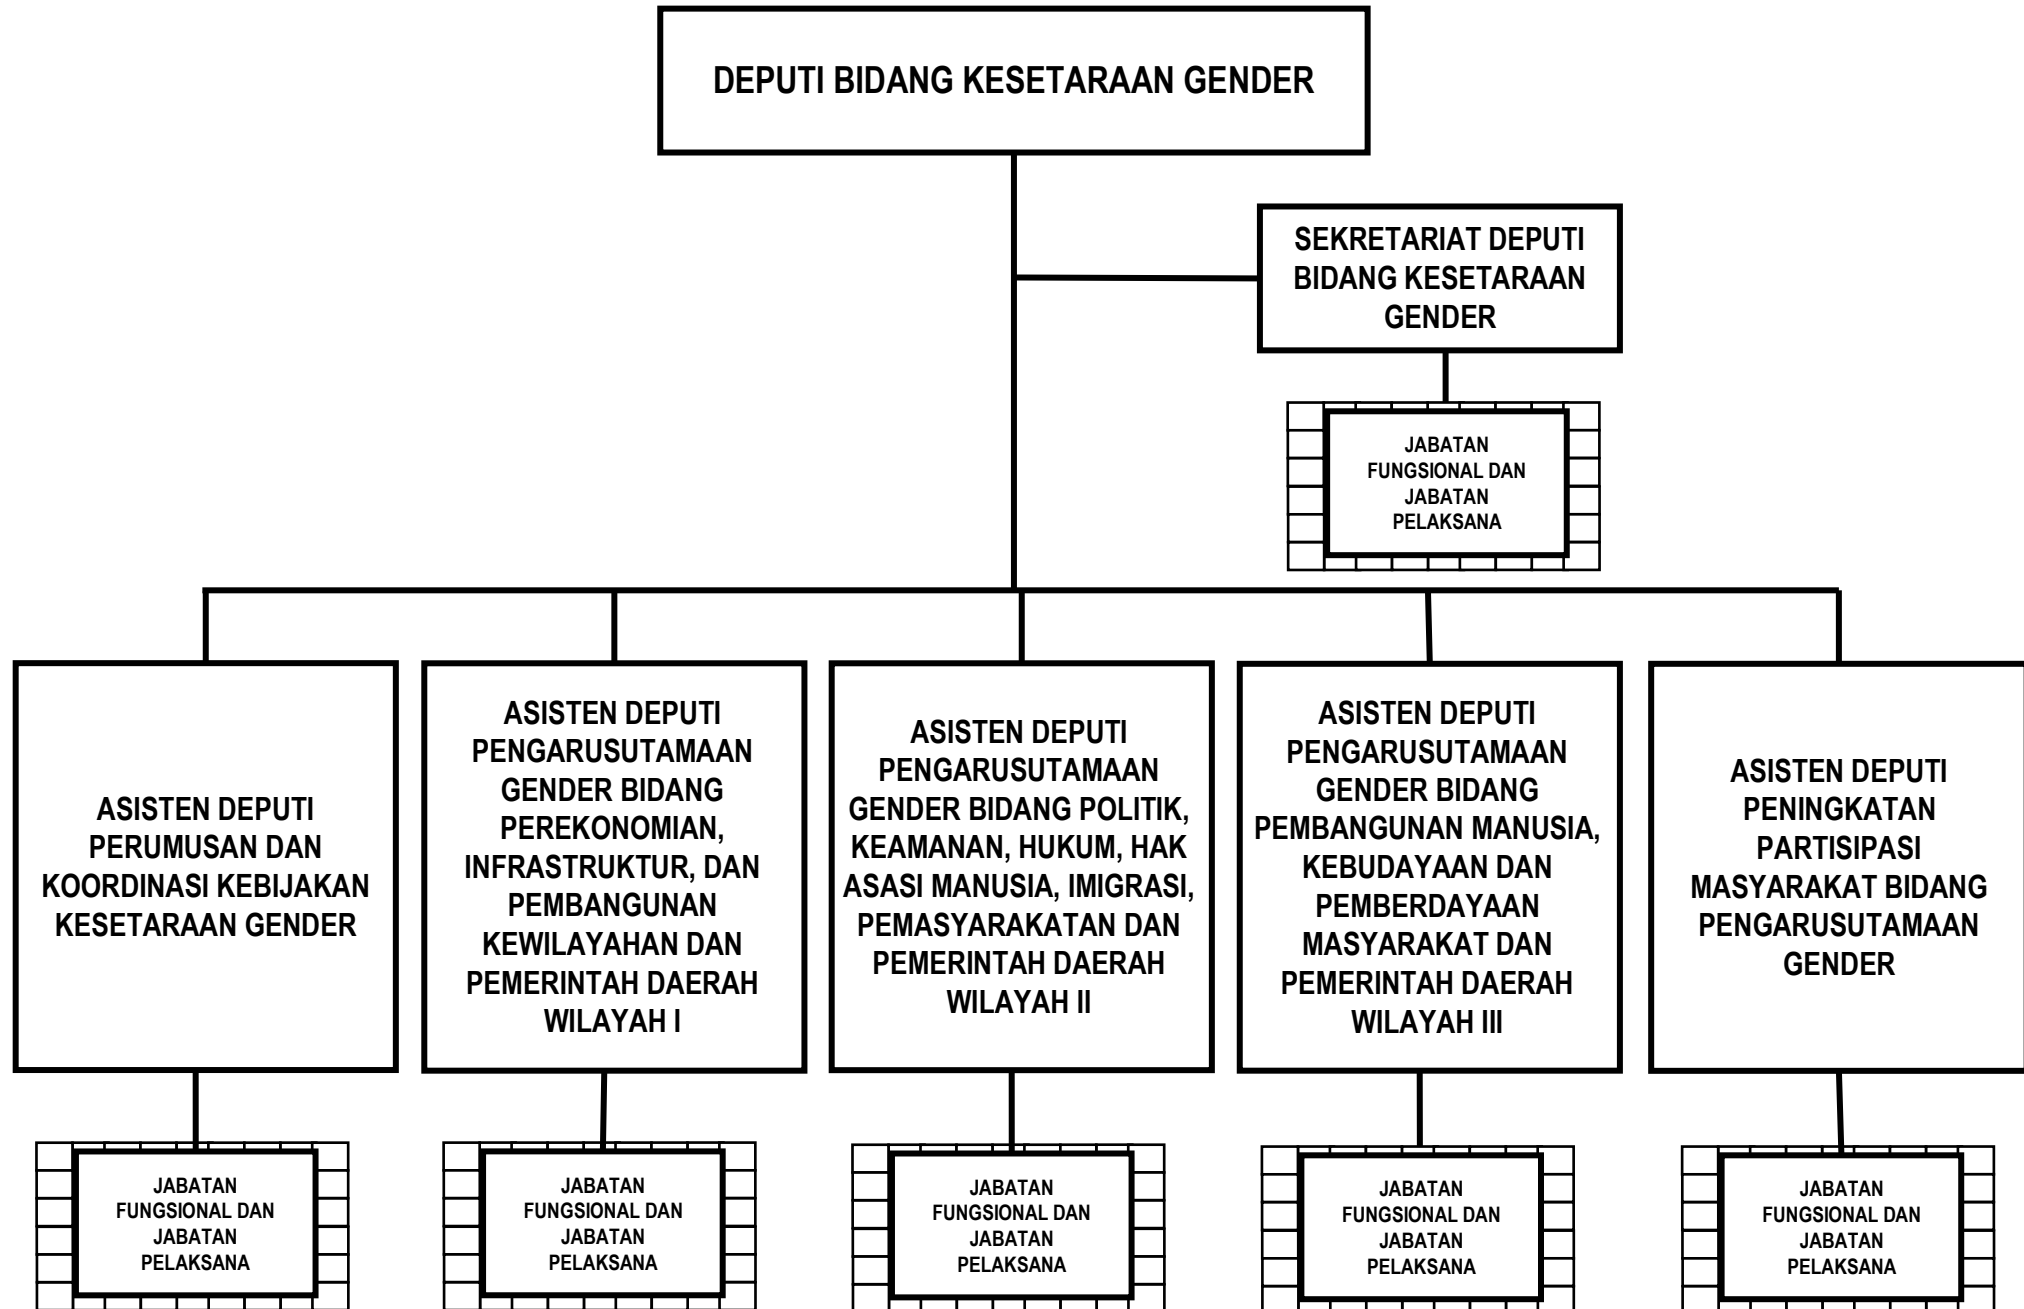 DEPUTI BIDANG KESETARAAN GENDER
SEKRETARIAT DEPUTI
BIDANG KESETARAAN
GENDER
JABATAN
FUNGSIONAL DAN
JABATAN
PELAKSANA
ASISTEN DEPUTI
PERUMUSAN DAN
KOORDINASI KEBIJAKAN
KESETARAAN GENDER
ASISTEN DEPUTI
PENGARUSUTAMAAN
GENDER BIDANG
PEREKONOMIAN,
INFRASTRUKTUR, DAN
PEMBANGUNAN
KEWILAYAHAN DAN
PEMERINTAH DAERAH
WILAYAH I
ASISTEN DEPUTI
PENGARUSUTAMAAN
GENDER BIDANG POLITIK,
KEAMANAN, HUKUM, HAK
ASASI MANUSIA, IMIGRASI,
PEMASYARAKATAN DAN
PEMERINTAH DAERAH
WILAYAH II
ASISTEN DEPUTI
PENGARUSUTAMAAN
GENDER BIDANG
PEMBANGUNAN MANUSIA,
KEBUDAYAAN DAN
PEMBERDAYAAN
MASYARAKAT DAN
PEMERINTAH DAERAH
WILAYAH III
ASISTEN DEPUTI
PENINGKATAN
PARTISIPASI
MASYARAKAT BIDANG
PENGARUSUTAMAAN
GENDER
JABATAN
FUNGSIONAL DAN
JABATAN
PELAKSANA
JABATAN
FUNGSIONAL DAN
JABATAN
PELAKSANA
JABATAN
FUNGSIONAL DAN
JABATAN
PELAKSANA
JABATAN
FUNGSIONAL DAN
JABATAN
PELAKSANA
JABATAN
FUNGSIONAL DAN
JABATAN
PELAKSANA